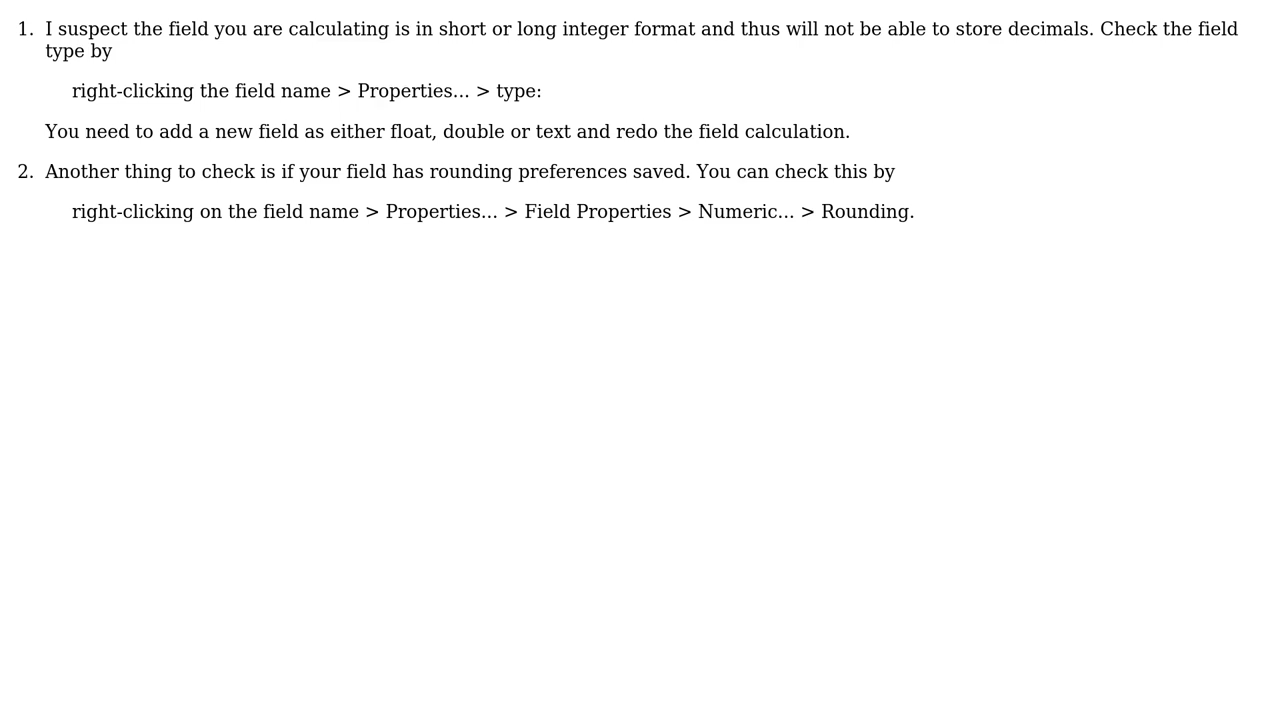 1. I suspect the field you are calculating is in short or long integer format and thus will not be able to store decimals. Check the field
type by
right-clicking the field name > Properties... > type:
You need to add a new field as either float, double or text and redo the field calculation.
2. Another thing to check is if your field has rounding preferences saved. You can check this by
right-clicking on the field name > Properties... > Field Properties > Numeric... > Rounding.